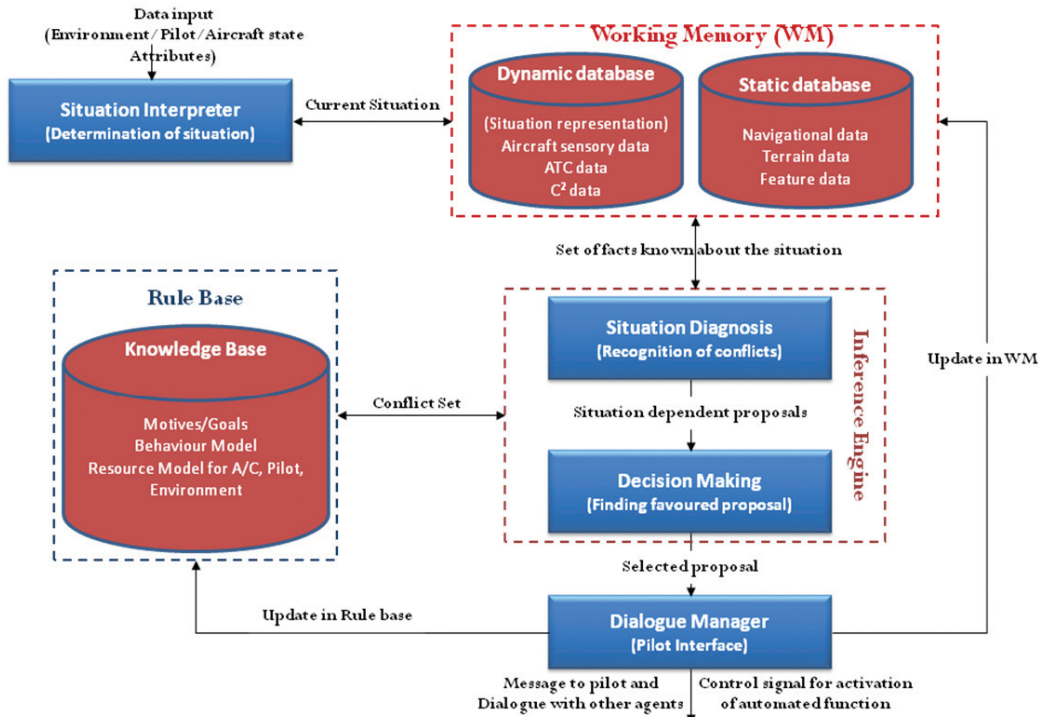 Data input
(Environment/ Pilot/Aircraft state
Attributes)
Situation Interpreter
(Determination of situation)
Current Situation
Working Memory (WM)
Dynamic database
(Situation representation)
Aircraft sensory data
ATC data
C² data
Static database
Navigational data
Terrain data
Feature data
Set of facts known about the situation
Rule Base
Knowledge Base
Motives/Goals
Behaviour Model
Resource Model for A/C, Pilot,
Environment
Conflict Set
Situation Diagnosis
(Recognition of conflicts)
Situation dependent proposals
Decision Making
(Finding favoured proposal)
Inference Engine
Update in WM
Selected proposal
Update in Rule base
Dialogue Manager
(Pilot Interface)
Message to pilot and
Dialogue with other agents
Control signal for activation
of automated function